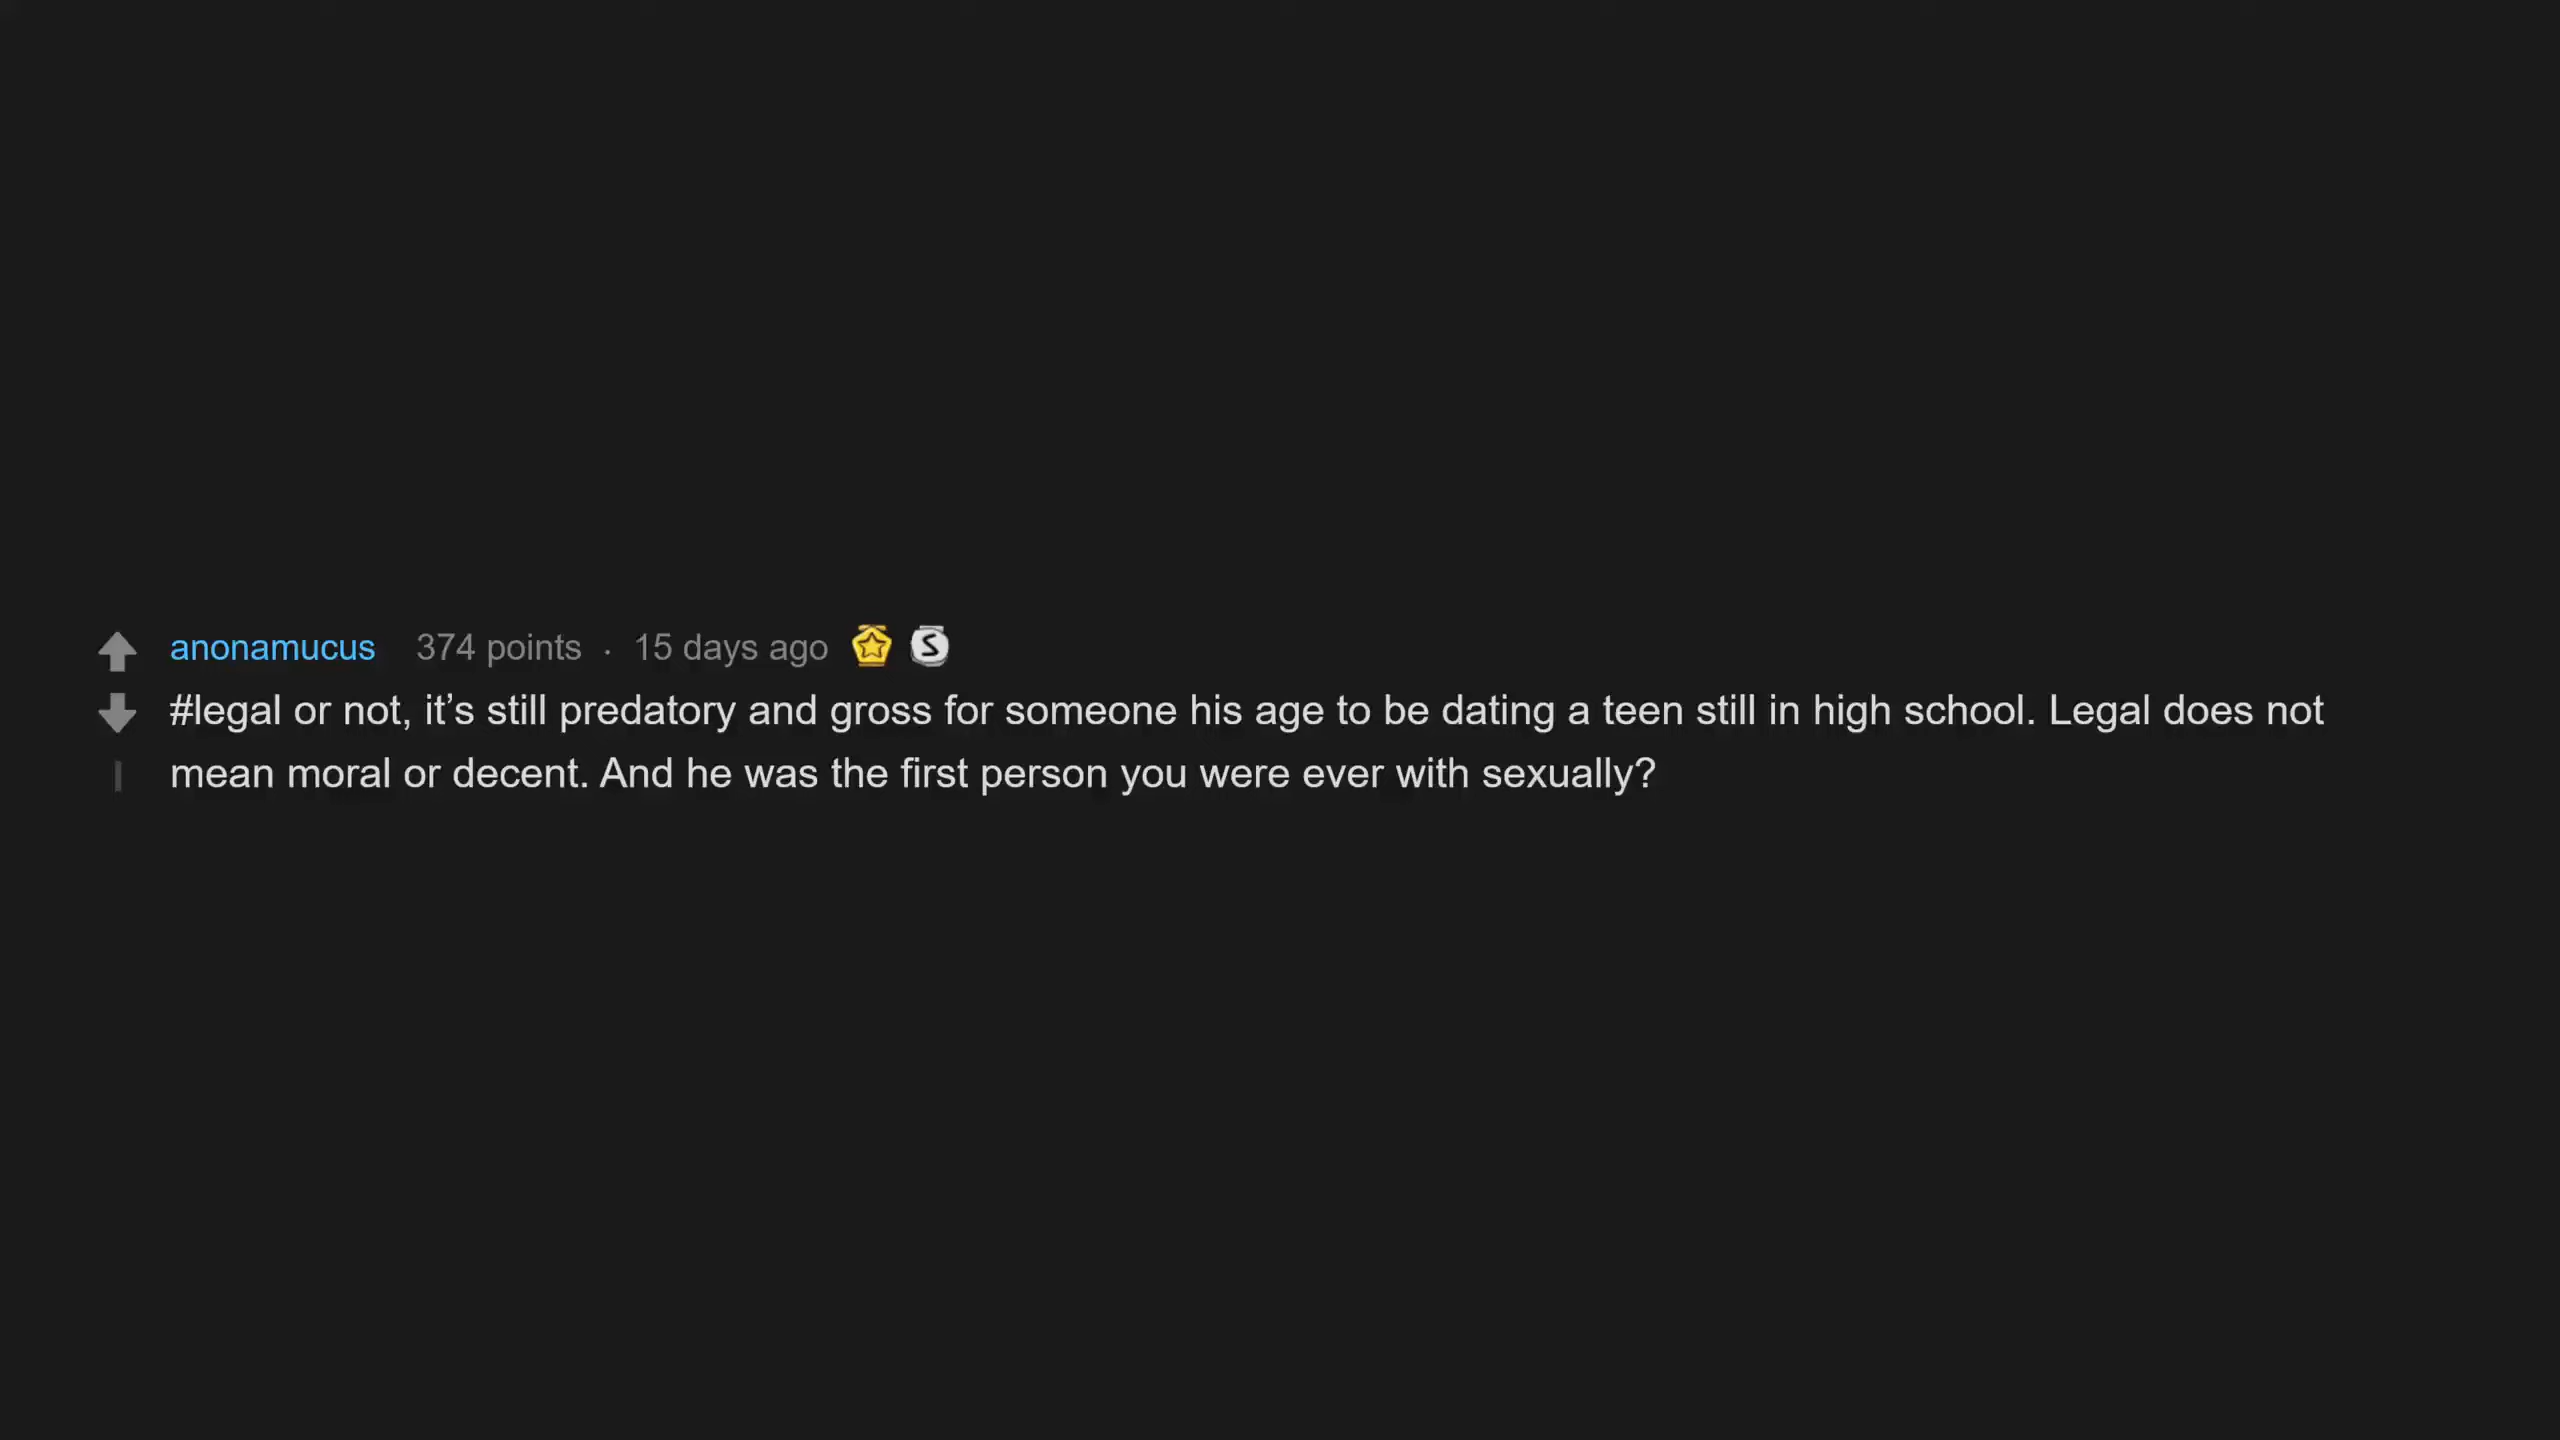 anonamucus 374 points · 15 days ago
#legal or not, it’s still predatory and gross for someone his age to be dating a teen still in high school. Legal does not
mean moral or decent. And he was the first person you were ever with sexually?